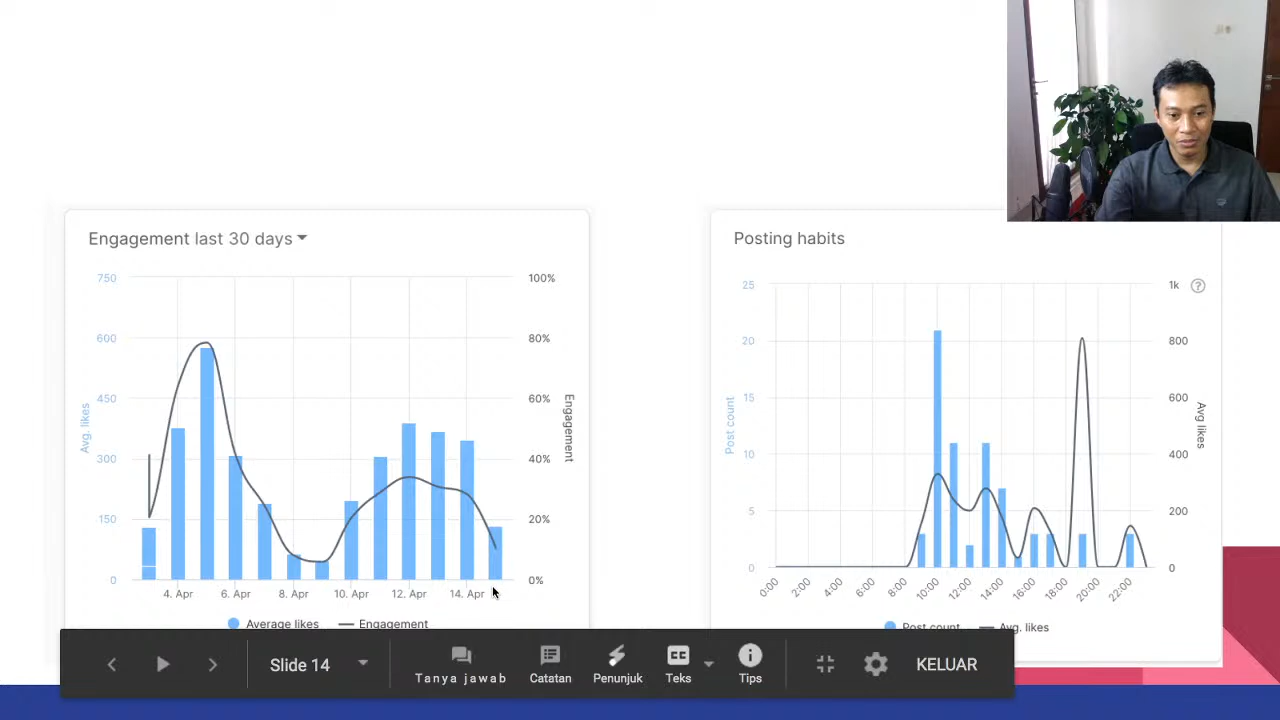 Engagement last 30 days
750
600
450
300
150
0
Avg. likes
100%
80%
60%
40%
20%
0%
Engagement
4. Apr
6. Apr
8. Apr
10. Apr
12. Apr
14. Apr
Average likes
Engagement
Posting habits
25
20
15
10
5
0
Post count
1k
800
600
400
200
0
Avg likes
0:00
2:00
4:00
6:00
8:00
10:00
12:00
14:00
16:00
18:00
20:00
22:00
Post count
Avg. likes
Slide 14
Tanya jawab
Catatan
Penunjuk
CC
Teks
Tips
KELUAR